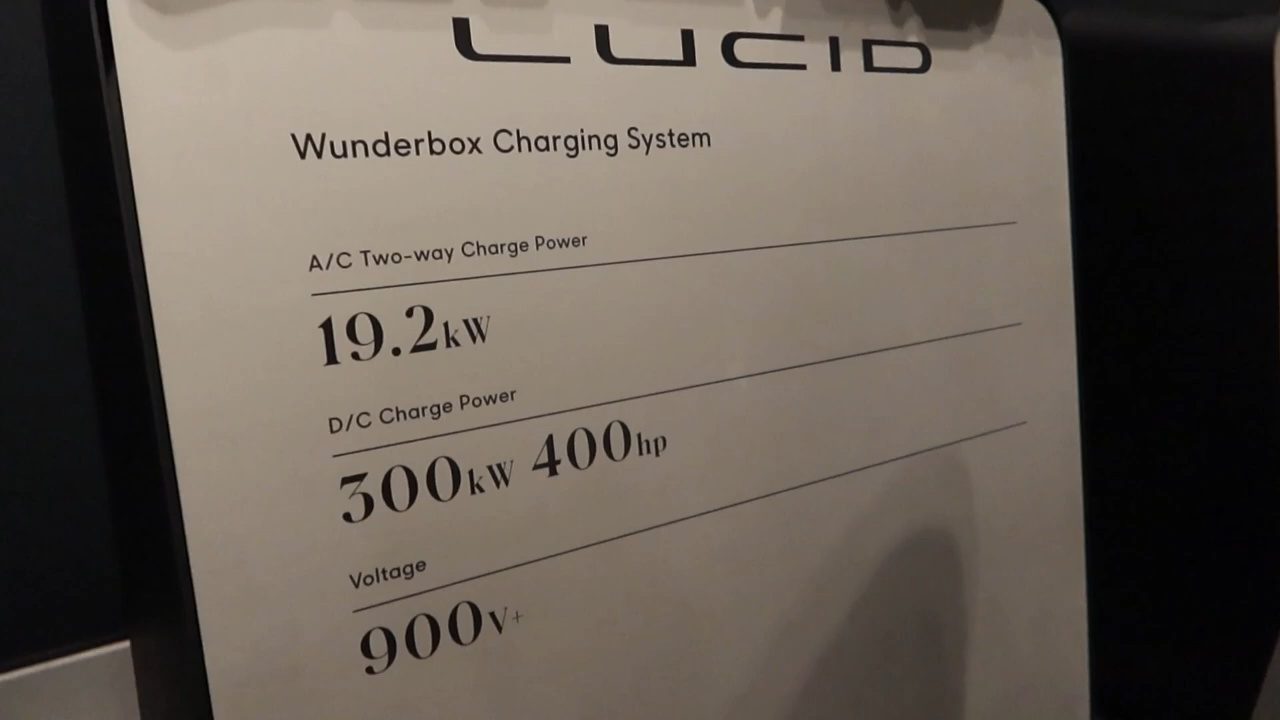 LUCID
Wunderbox Charging System
A/C Two-way Charge Power
19.2kW
D/C Charge Power
300kW 400hp
Voltage
900V+